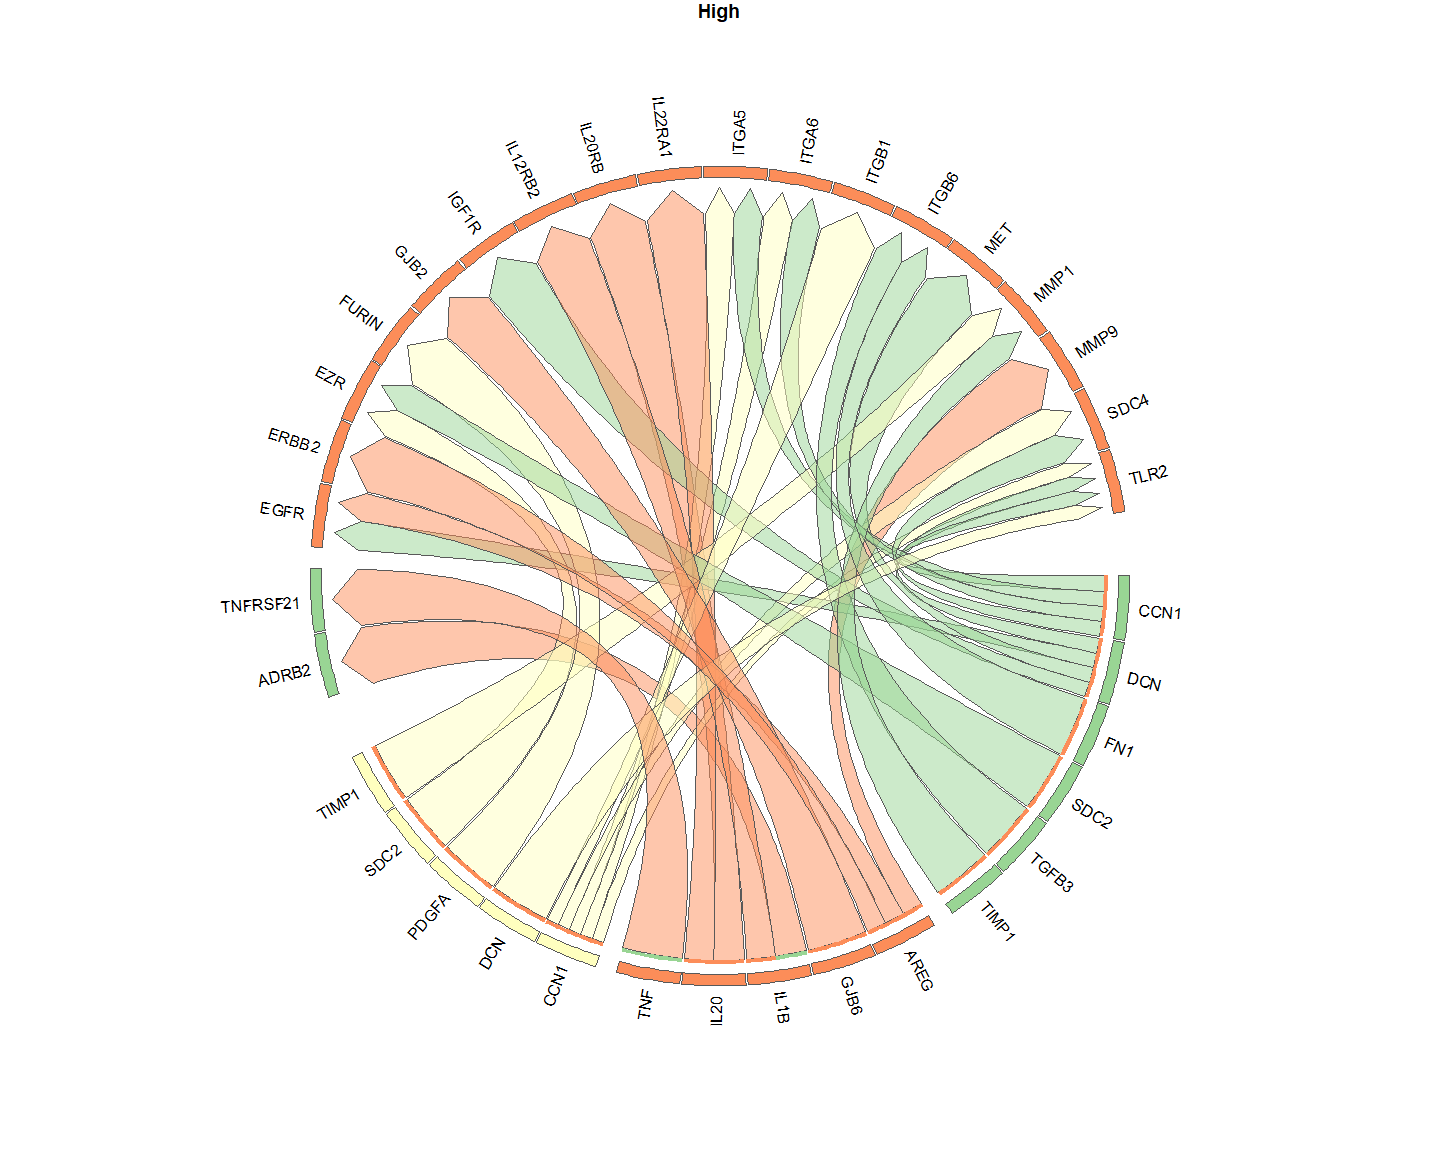 High
IL22RA1
ITGA5
ITGA6
ITGB1
ITGB6
MET
MMP1
MMP9
SDC4
TLR2
CCN1
DCN
FN1
SDC2
TGFB3
TIMP1
AREG
GJB6
IL1B
IL20
TNF
CCN1
DCN
PDGFA
SDC2
TIMP1
ADRB2
TNFRSF21
EGFR
ERBB2
EZR
FURIN
GJB2
IGF1R
IL12RB2
IL20RB